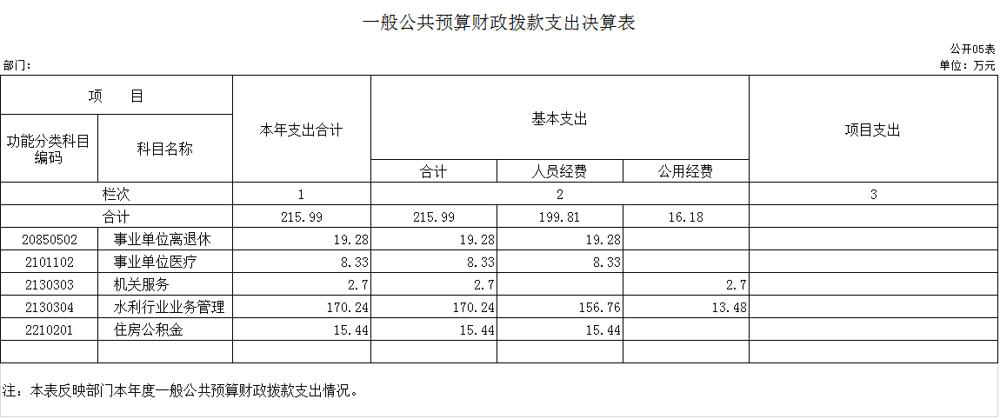 一般公共预算财政拨款支出决算表
公开05表
部门：
单位：万元
项 目
本年支出合计
基本支出
项目支出
功能分类科目
编码
科目名称
合计
人员经费
公用经费
栏次 1 2 3
合计 215.99 215.99 199.81 16.18
20850502 事业单位离退休 19.28 19.28 19.28
2101102 事业单位医疗 8.33 8.33 8.33
2130303 机关服务 2.7 2.7 2.7
2130304 水利行业业务管理 170.24 170.24 156.76 13.48
2210201 住房公积金 15.44 15.44 15.44
注：本表反映部门本年度一般公共预算财政拨款支出情况。